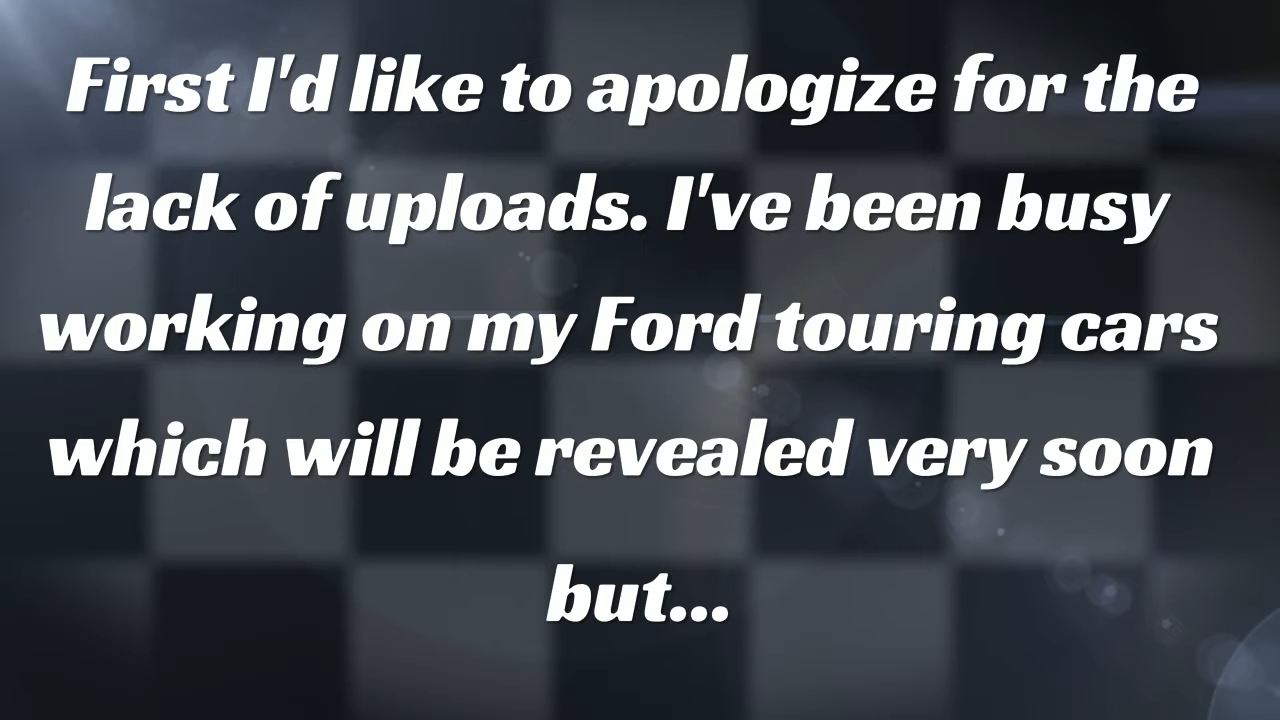 First I'd like to apologize for the
lack of uploads. I've been busy
working on my Ford touring cars
which will be revealed very soon
but...